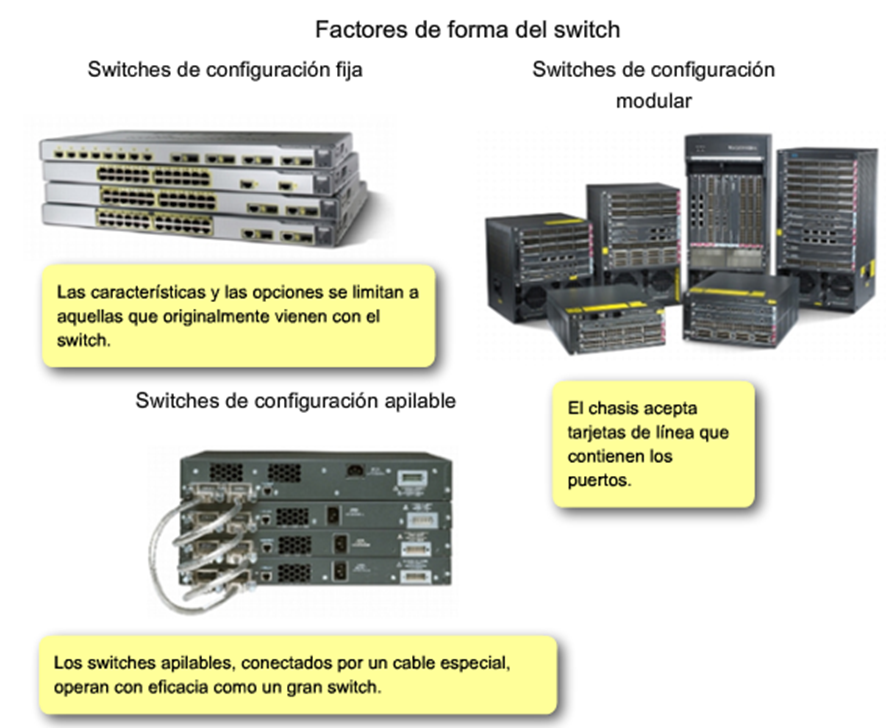 Factores de forma del switch
Switches de configuración fija
Las características y las opciones se limitan a
aquellas que originalmente vienen con el
switch.
Switches de configuración
modular
El chasis acepta
tarjetas de línea que
contienen los
puertos.
Switches de configuración apilable
Los switches apilables, conectados por un cable especial,
operan con eficacia como un gran switch.